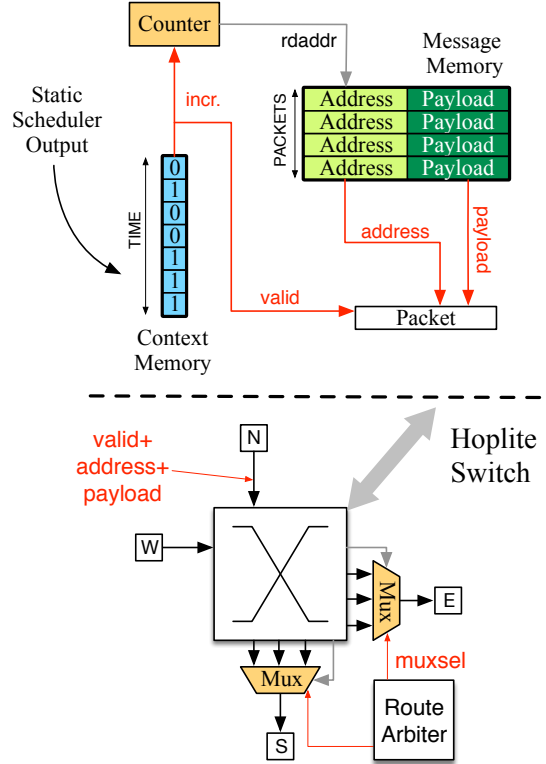 Counter
rdaddr
Message
Memory
incr.
Static
Scheduler
Output
PACKETS
Address Payload
Address Payload
Address Payload
Address Payload
TIME
0
1
0
0
1
1
1
address
payload
valid
Packet
Context
Memory
valid+
address+
payload
N
Hoplite
Switch
W
Mux
E
Mux
muxsel
Route
Arbiter
S